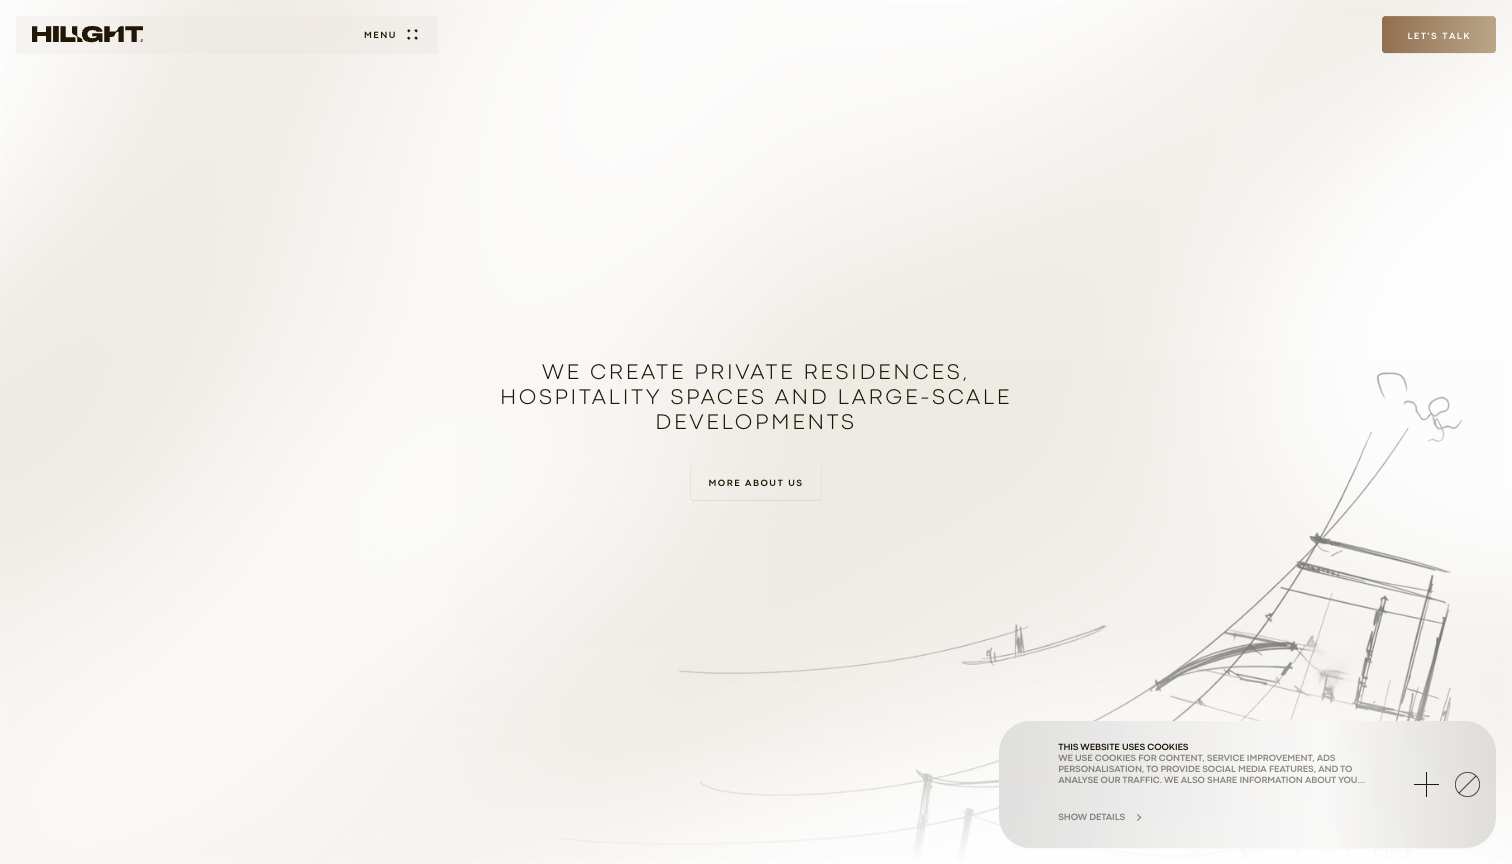 HILLGHT
MENU
LET'S TALK
WE CREATE PRIVATE RESIDENCES,
HOSPITALITY SPACES AND LARGE-SCALE
DEVELOPMENTS
MORE ABOUT US
THIS WEBSITE USES COOKIES
WE USE COOKIES FOR CONTENT, SERVICE IMPROVEMENT, ADS
PERSONALISATION, TO PROVIDE SOCIAL MEDIA FEATURES, AND TO
ANALYSE OUR TRAFFIC. WE ALSO SHARE INFORMATION ABOUT YOU...
SHOW DETAILS